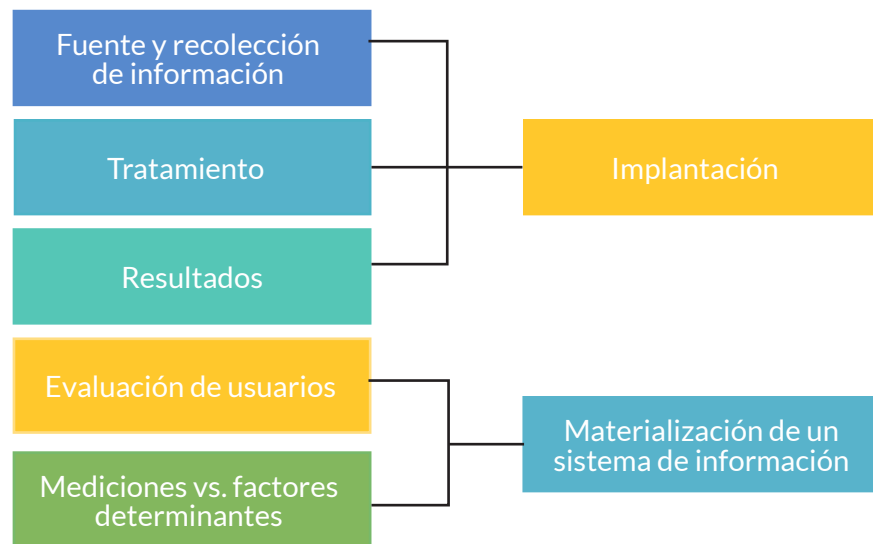 Fuente y recolección
de información
Tratamiento
Implantación
Resultados
Evaluación de usuarios
Materialización de un
sistema de información
Mediciones vs. factores
determinantes